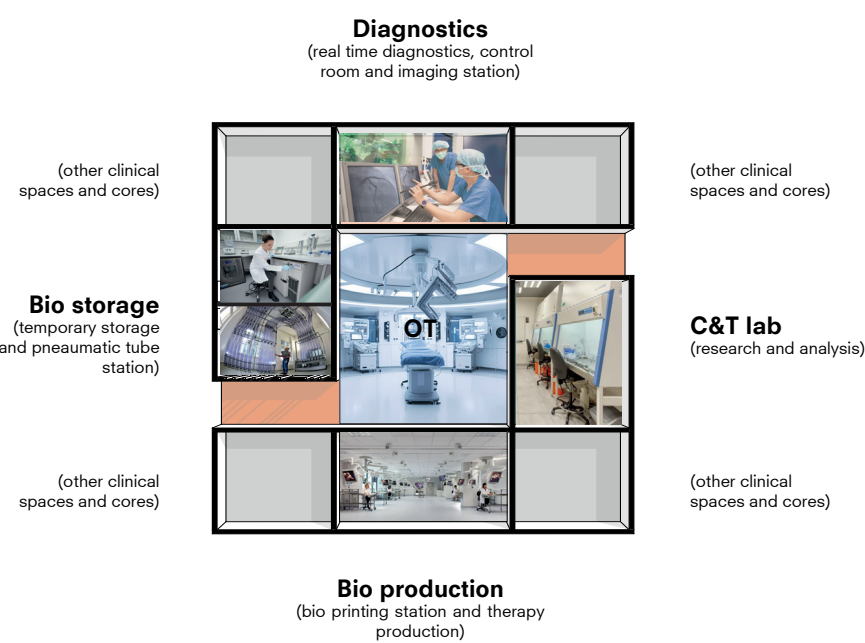 Diagnostics
(real time diagnostics, control
room and imaging station)
(other clinical
spaces and cores)
(other clinical
spaces and cores)
Bio storage
(temporary storage
and pneaumatic tube
station)
OT
C&T lab
(research and analysis)
(other clinical
spaces and cores)
(other clinical
spaces and cores)
Bio production
(bio printing station and therapy
production)